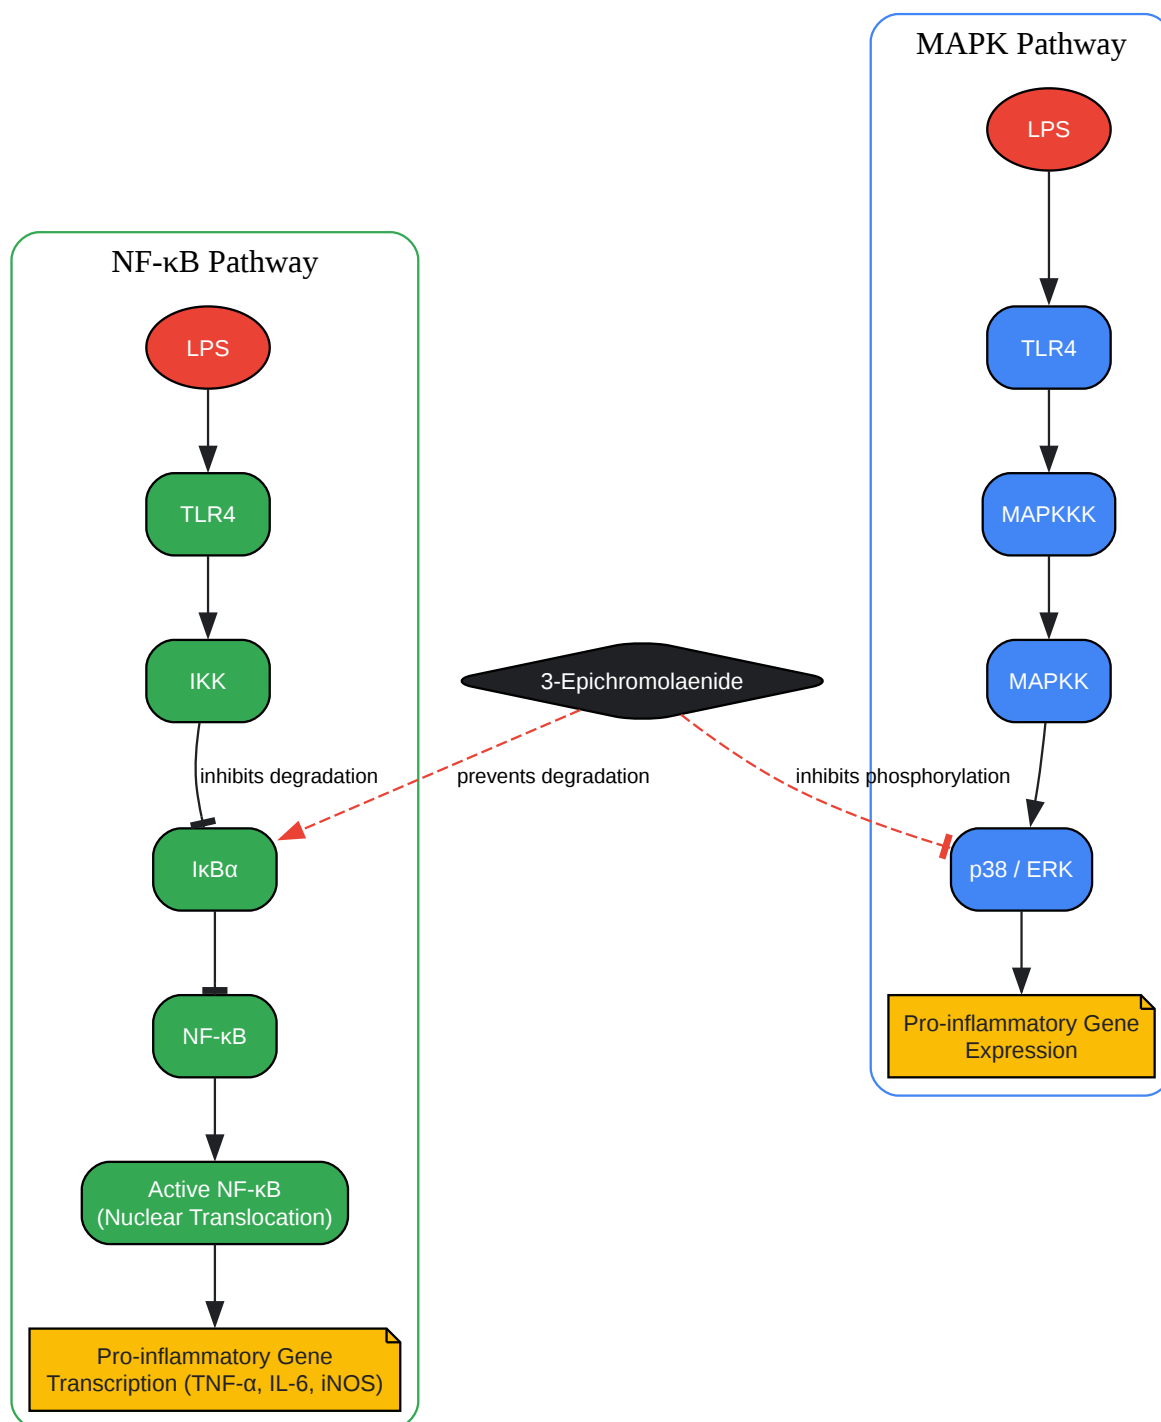 MAPK Pathway
LPS
TLR4
MAPKKK
MAPKK
inhibits phosphorylation
p38 / ERK
Pro-inflammatory Gene
Expression
NF-κB Pathway
LPS
TLR4
IKK
inhibits degradation
IκBα
NF-κB
Active NF-κB
(Nuclear Translocation)
Pro-inflammatory Gene
Transcription (TNF-α, IL-6, iNOS)
3-Epichromolaenide
prevents degradation